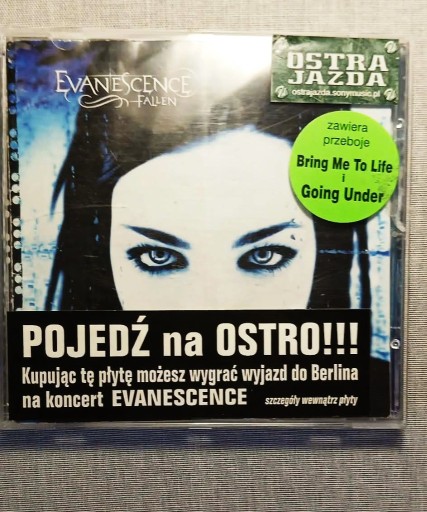 EVANESCENCE
FALLEN
OSTRA
JAZDA
ostrajazda.sonymusic.pl
zawiera
przeboje
Bring Me To Life
i
Going Under
POJEDŹ na OSTRO!!!
Kupując tę płytę możesz wygrać wyjazd do Berlina
na koncert EVANESCENCE szczegóły wewnątrz płyty